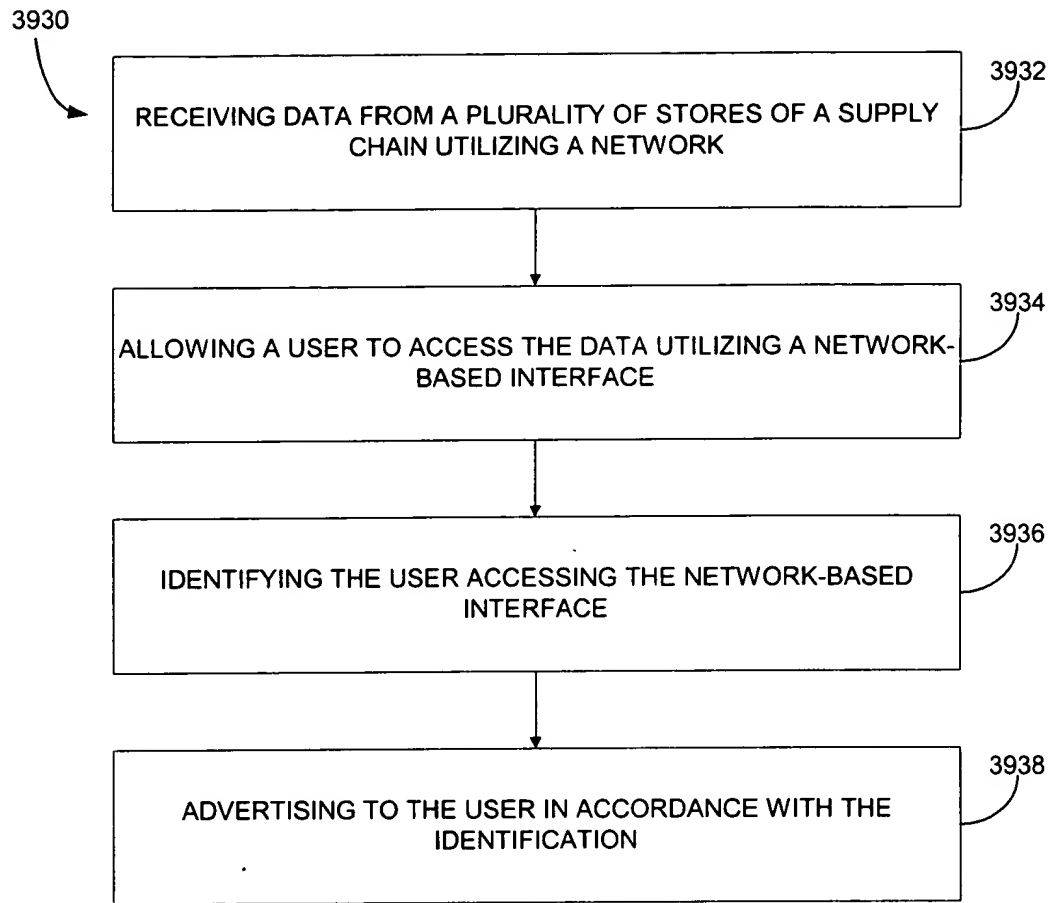 3930
3932
RECEIVING DATA FROM A PLURALITY OF STORES OF A SUPPLY
CHAIN UTILIZING A NETWORK
3934
ALLOWING A USER TO ACCESS THE DATA UTILIZING A NETWORK-
BASED INTERFACE
3936
IDENTIFYING THE USER ACCESSING THE NETWORK-BASED
INTERFACE
3938
ADVERTISING TO THE USER IN ACCORDANCE WITH THE
IDENTIFICATION